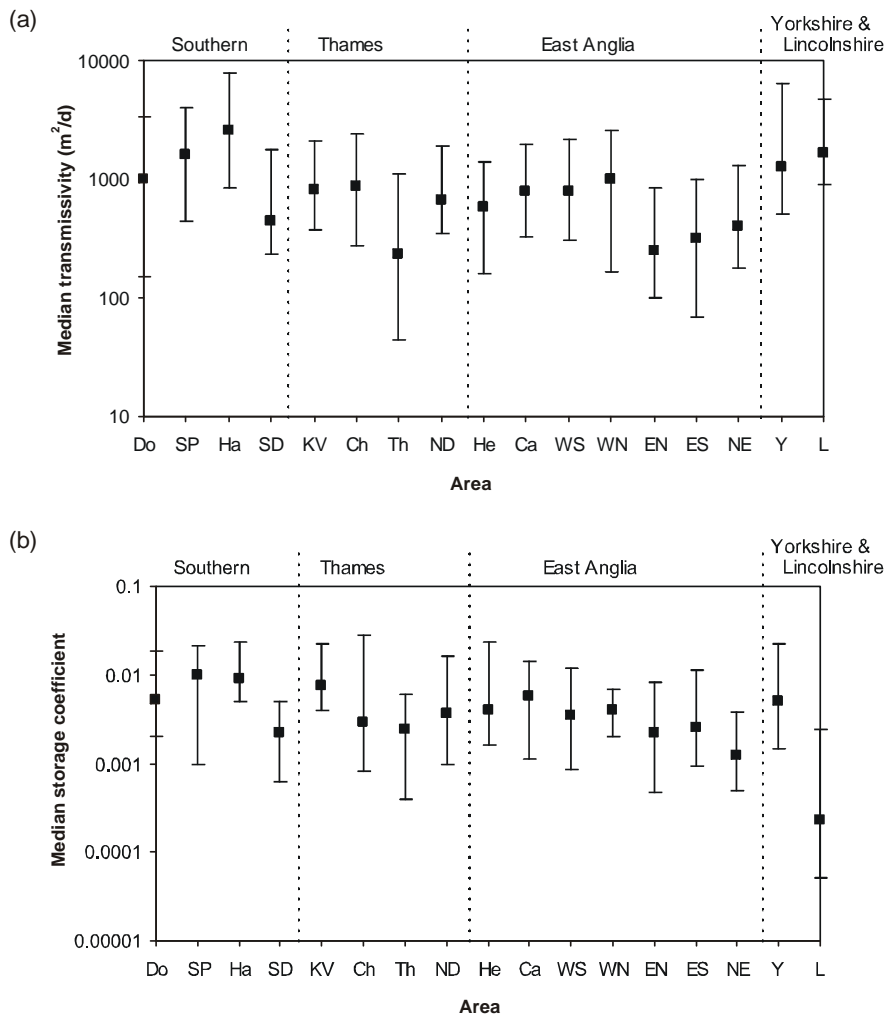 (a)
Southern Thames East Anglia Yorkshire & Lincolnshire
Median transmissivity (m²/d)
10000
1000
100
10
Do SP Ha SD KV Ch Th ND He Ca WS WN EN ES NE Y L
Area
(b)
Southern Thames East Anglia Yorkshire & Lincolnshire
Median storage coefficient
0.1
0.01
0.001
0.0001
0.00001
Do SP Ha SD KV Ch Th ND He Ca WS WN EN ES NE Y L
Area